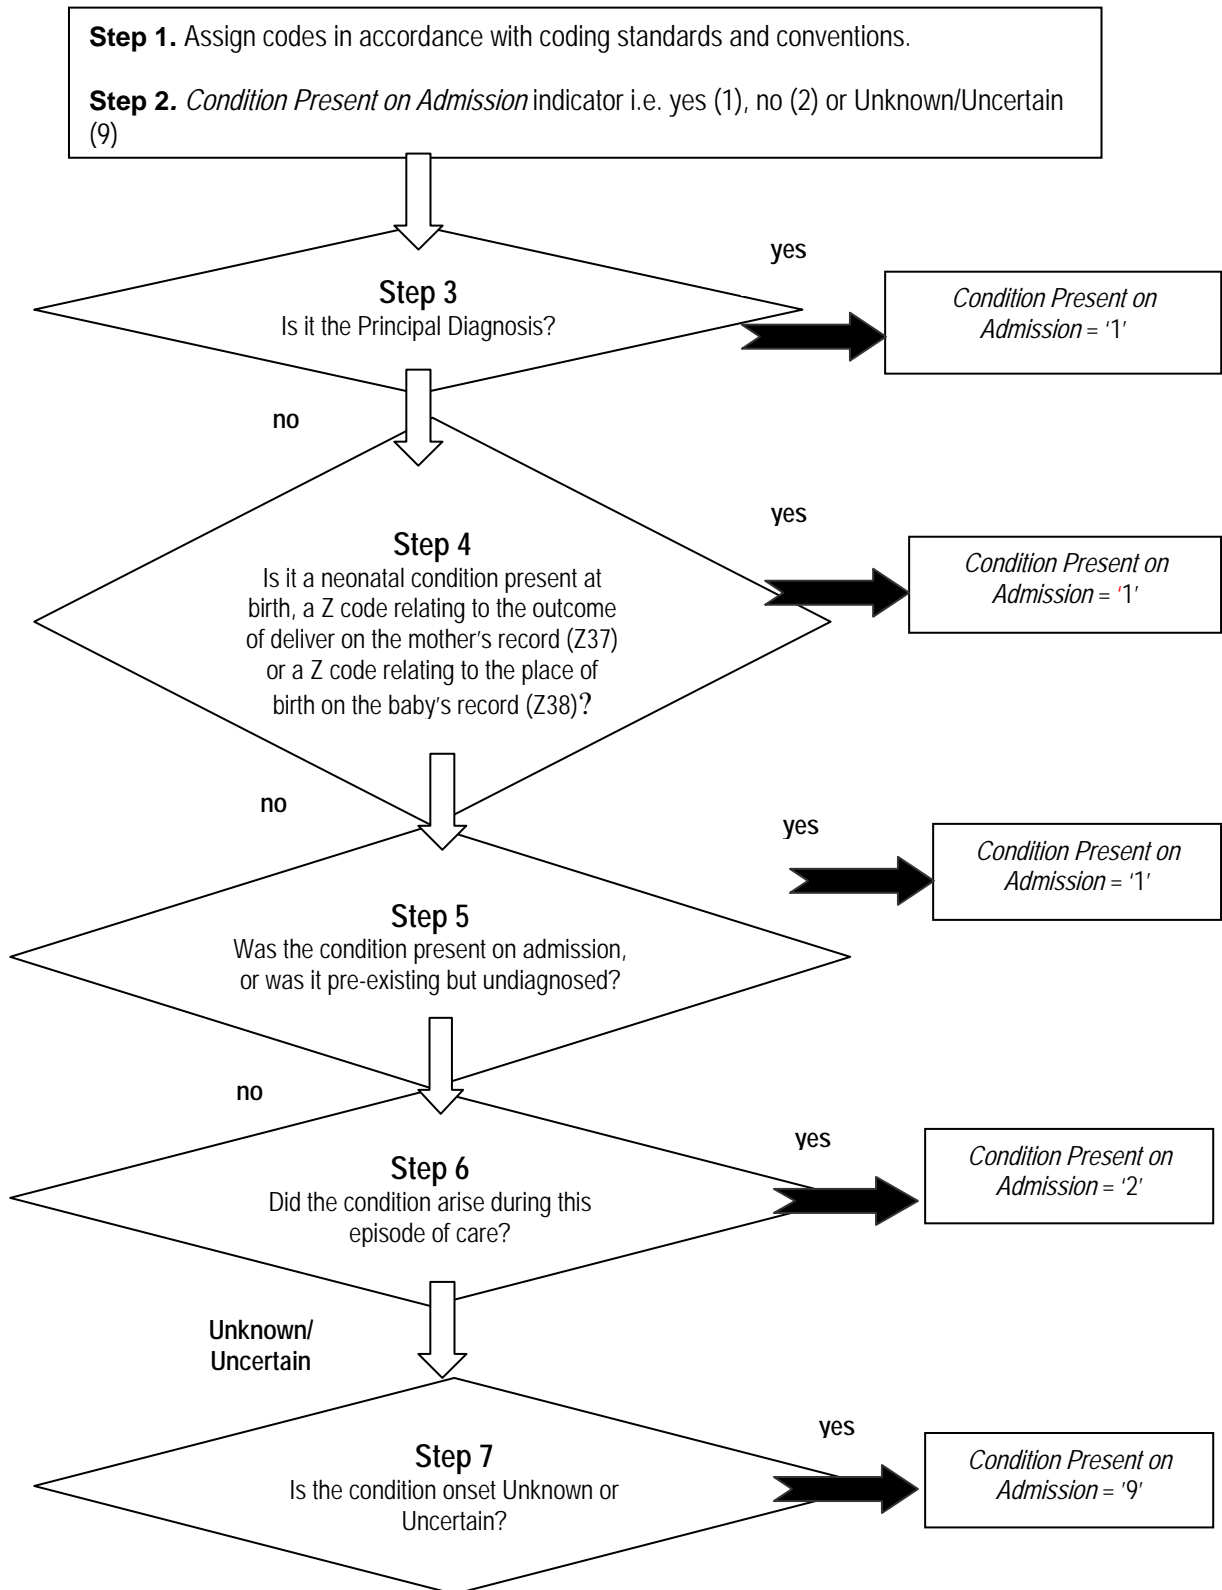 Step 1. Assign codes in accordance with coding standards and conventions.
Step 2. Condition Present on Admission indicator i.e. yes (1), no (2) or Unknown/Uncertain
(9)
yes
Step 3
Is it the Principal Diagnosis?
Condition Present on
Admission = '1'
no
yes
Step 4
Is it a neonatal condition present at
birth, a Z code relating to the outcome
of deliver on the mother's record (Z37)
or a Z code relating to the place of
birth on the baby's record (Z38)?
Condition Present on
Admission = '1'
no
yes
Condition Present on
Admission = '1'
Step 5
Was the condition present on admission,
or was it pre-existing but undiagnosed?
no
yes
Step 6
Did the condition arise during this
episode of care?
Condition Present on
Admission = '2'
Unknown/
Uncertain
yes
Step 7
Is the condition onset Unknown or
Uncertain?
Condition Present on
Admission = '9'